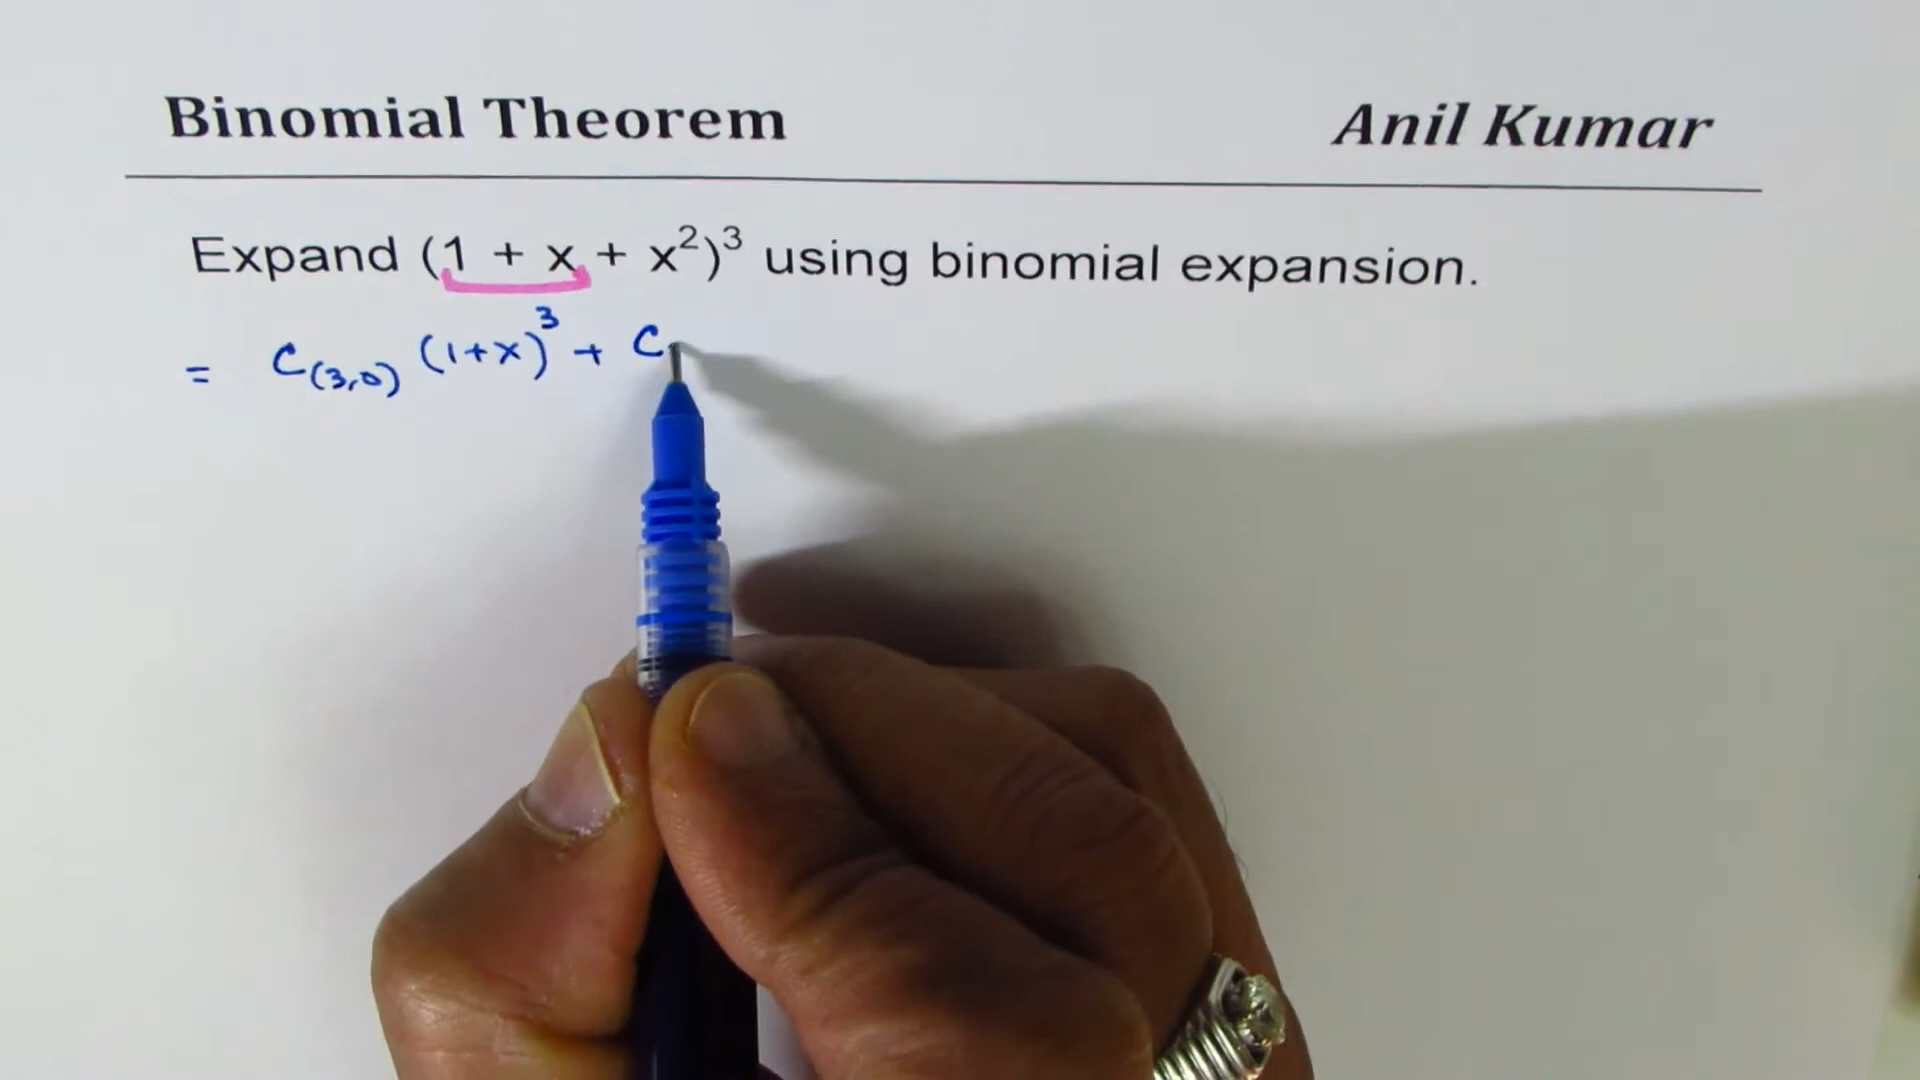 Binomial Theorem Anil Kumar
Expand (1 + x + x²)³ using binomial expansion.
= C(3,0) (1+x)³ + C